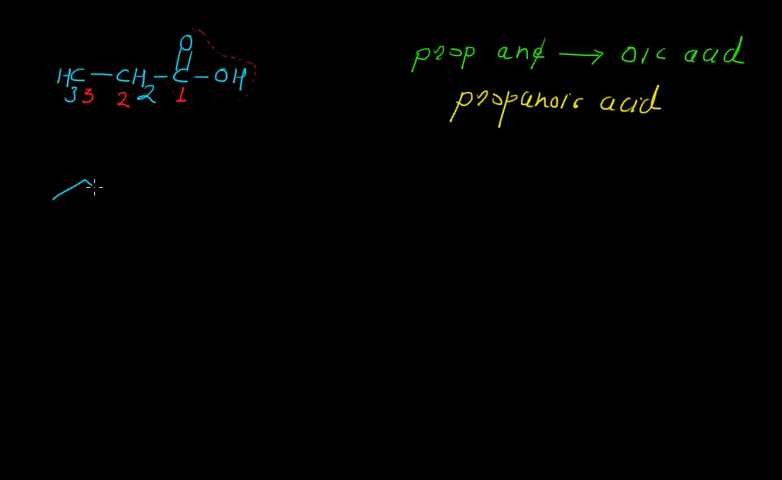 O
HC — CH – C – OH
3 3 2 2 1
prop ane → oic acid
propanoic acid